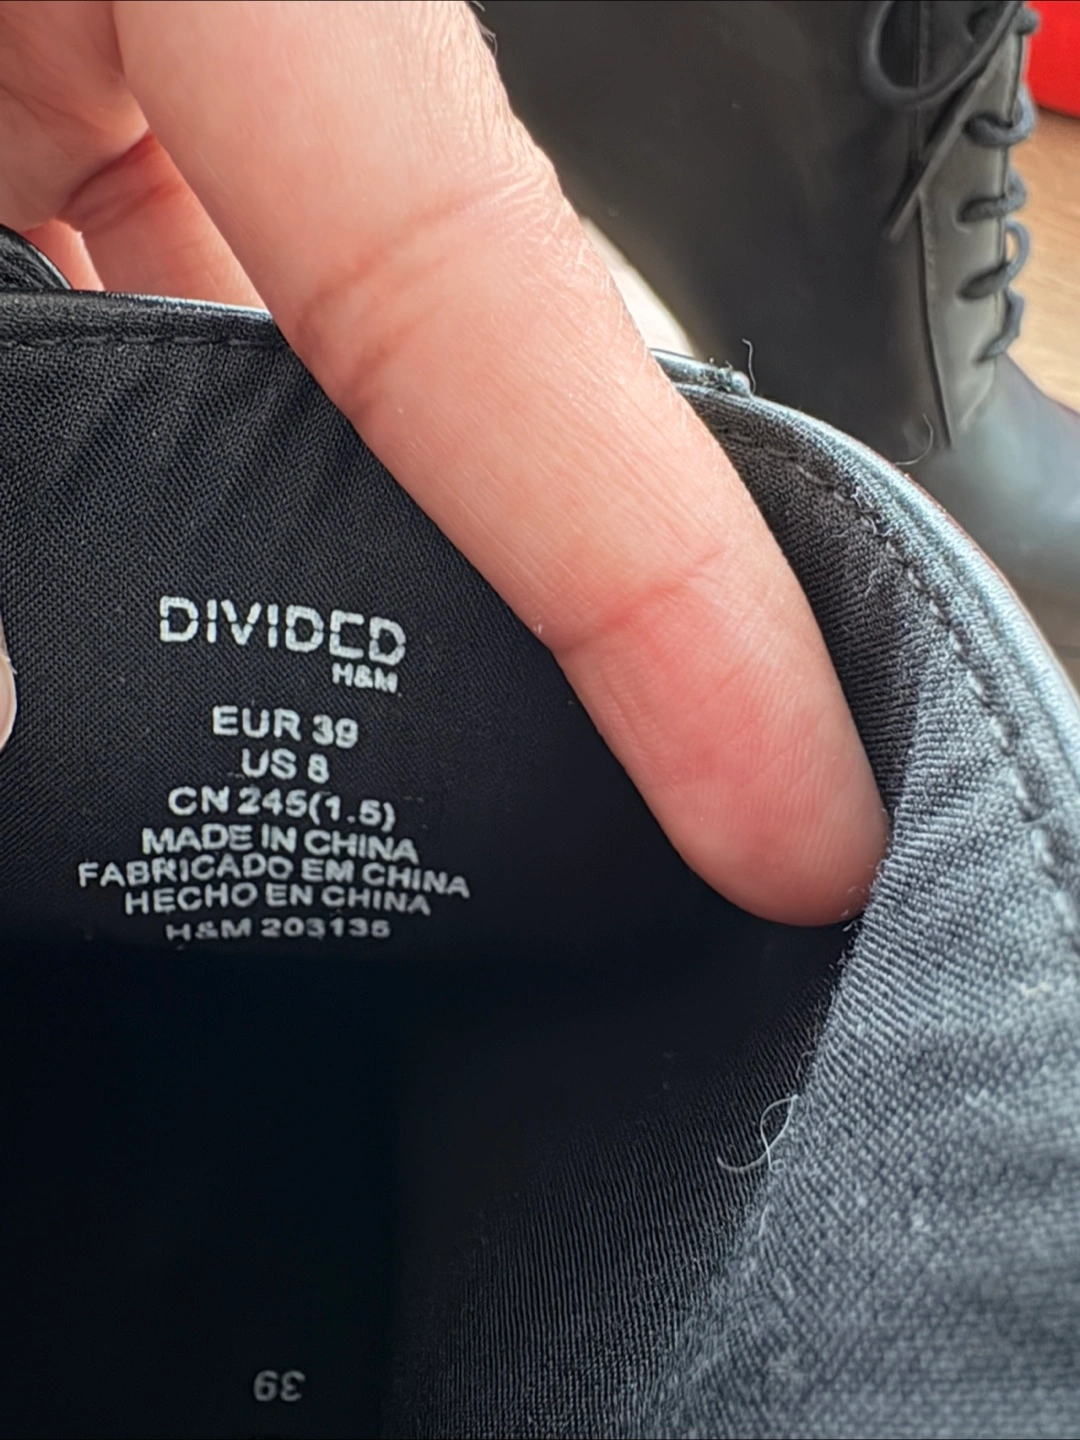 DIVIDED
H&M
EUR 39
US 8
CN 245(1.5)
MADE IN CHINA
FABRICADO EM CHINA
HECHO EN CHINA
H&M 203135
39